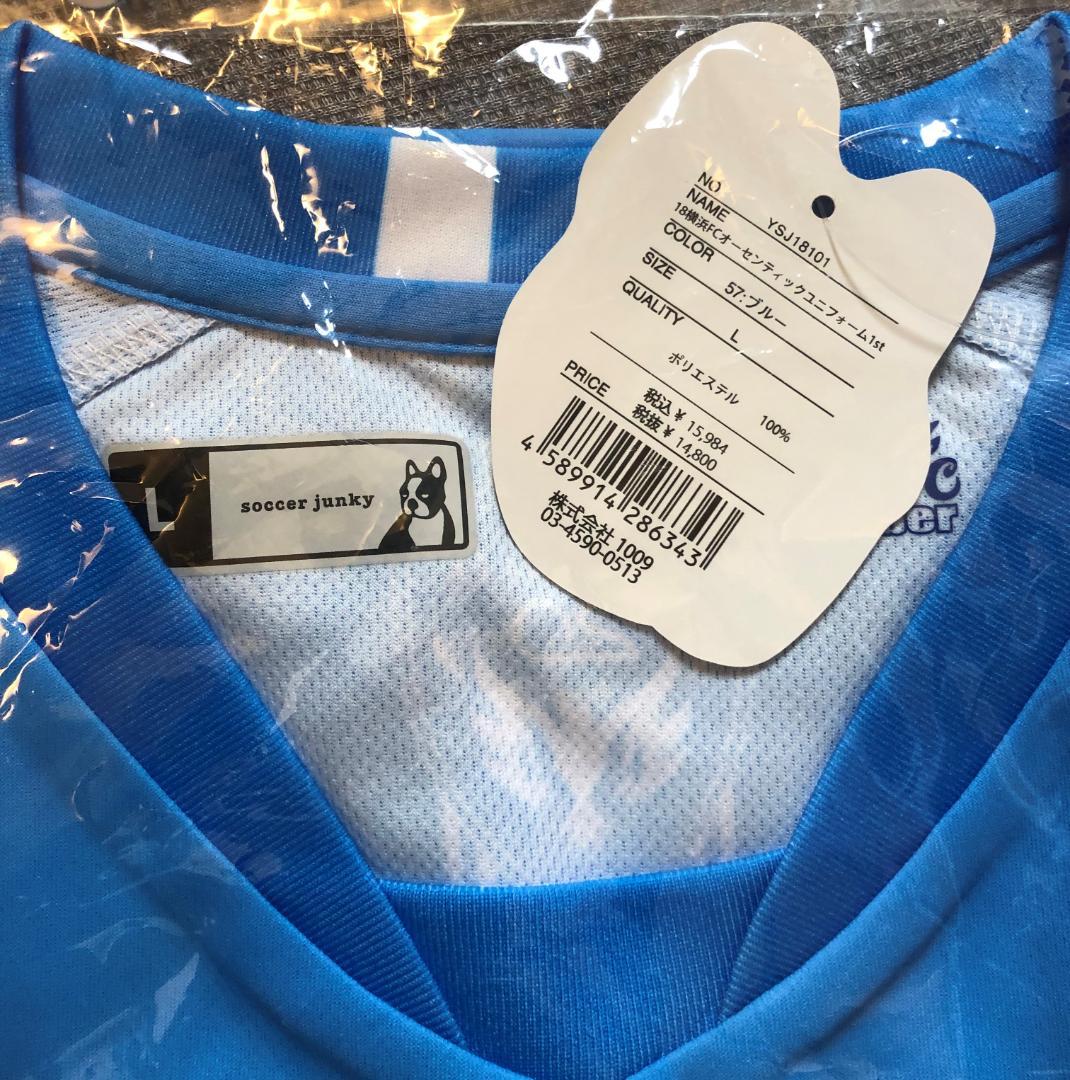 NO YSJ18101
NAME
18横浜FCオーセンティックユニフォーム1st
COLOR 57:ブルー
SIZE L
QUALITY
ポリエステル 100%
PRICE 税込¥ 15,984
税抜¥ 14,800
4589914286343
株式会社 1009
03-4590-0513
L
soccer junky